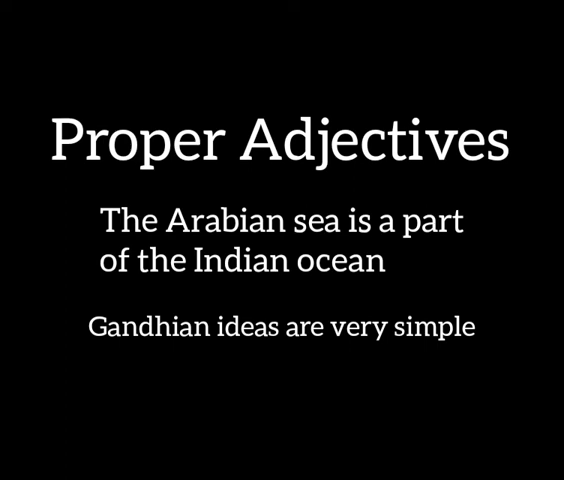 Proper Adjectives
The Arabian sea is a part
of the Indian ocean
Gandhian ideas are very simple